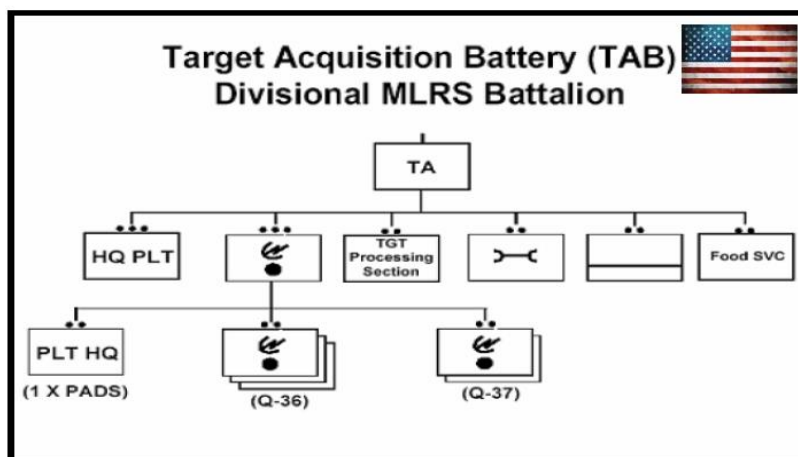 Target Acquisition Battery (TAB)
Divisional MLRS Battalion
TA
HQ PLT
TGT
Processing
Section
Food SVC
PLT HQ
(1 X PADS)
(Q-36)
(Q-37)